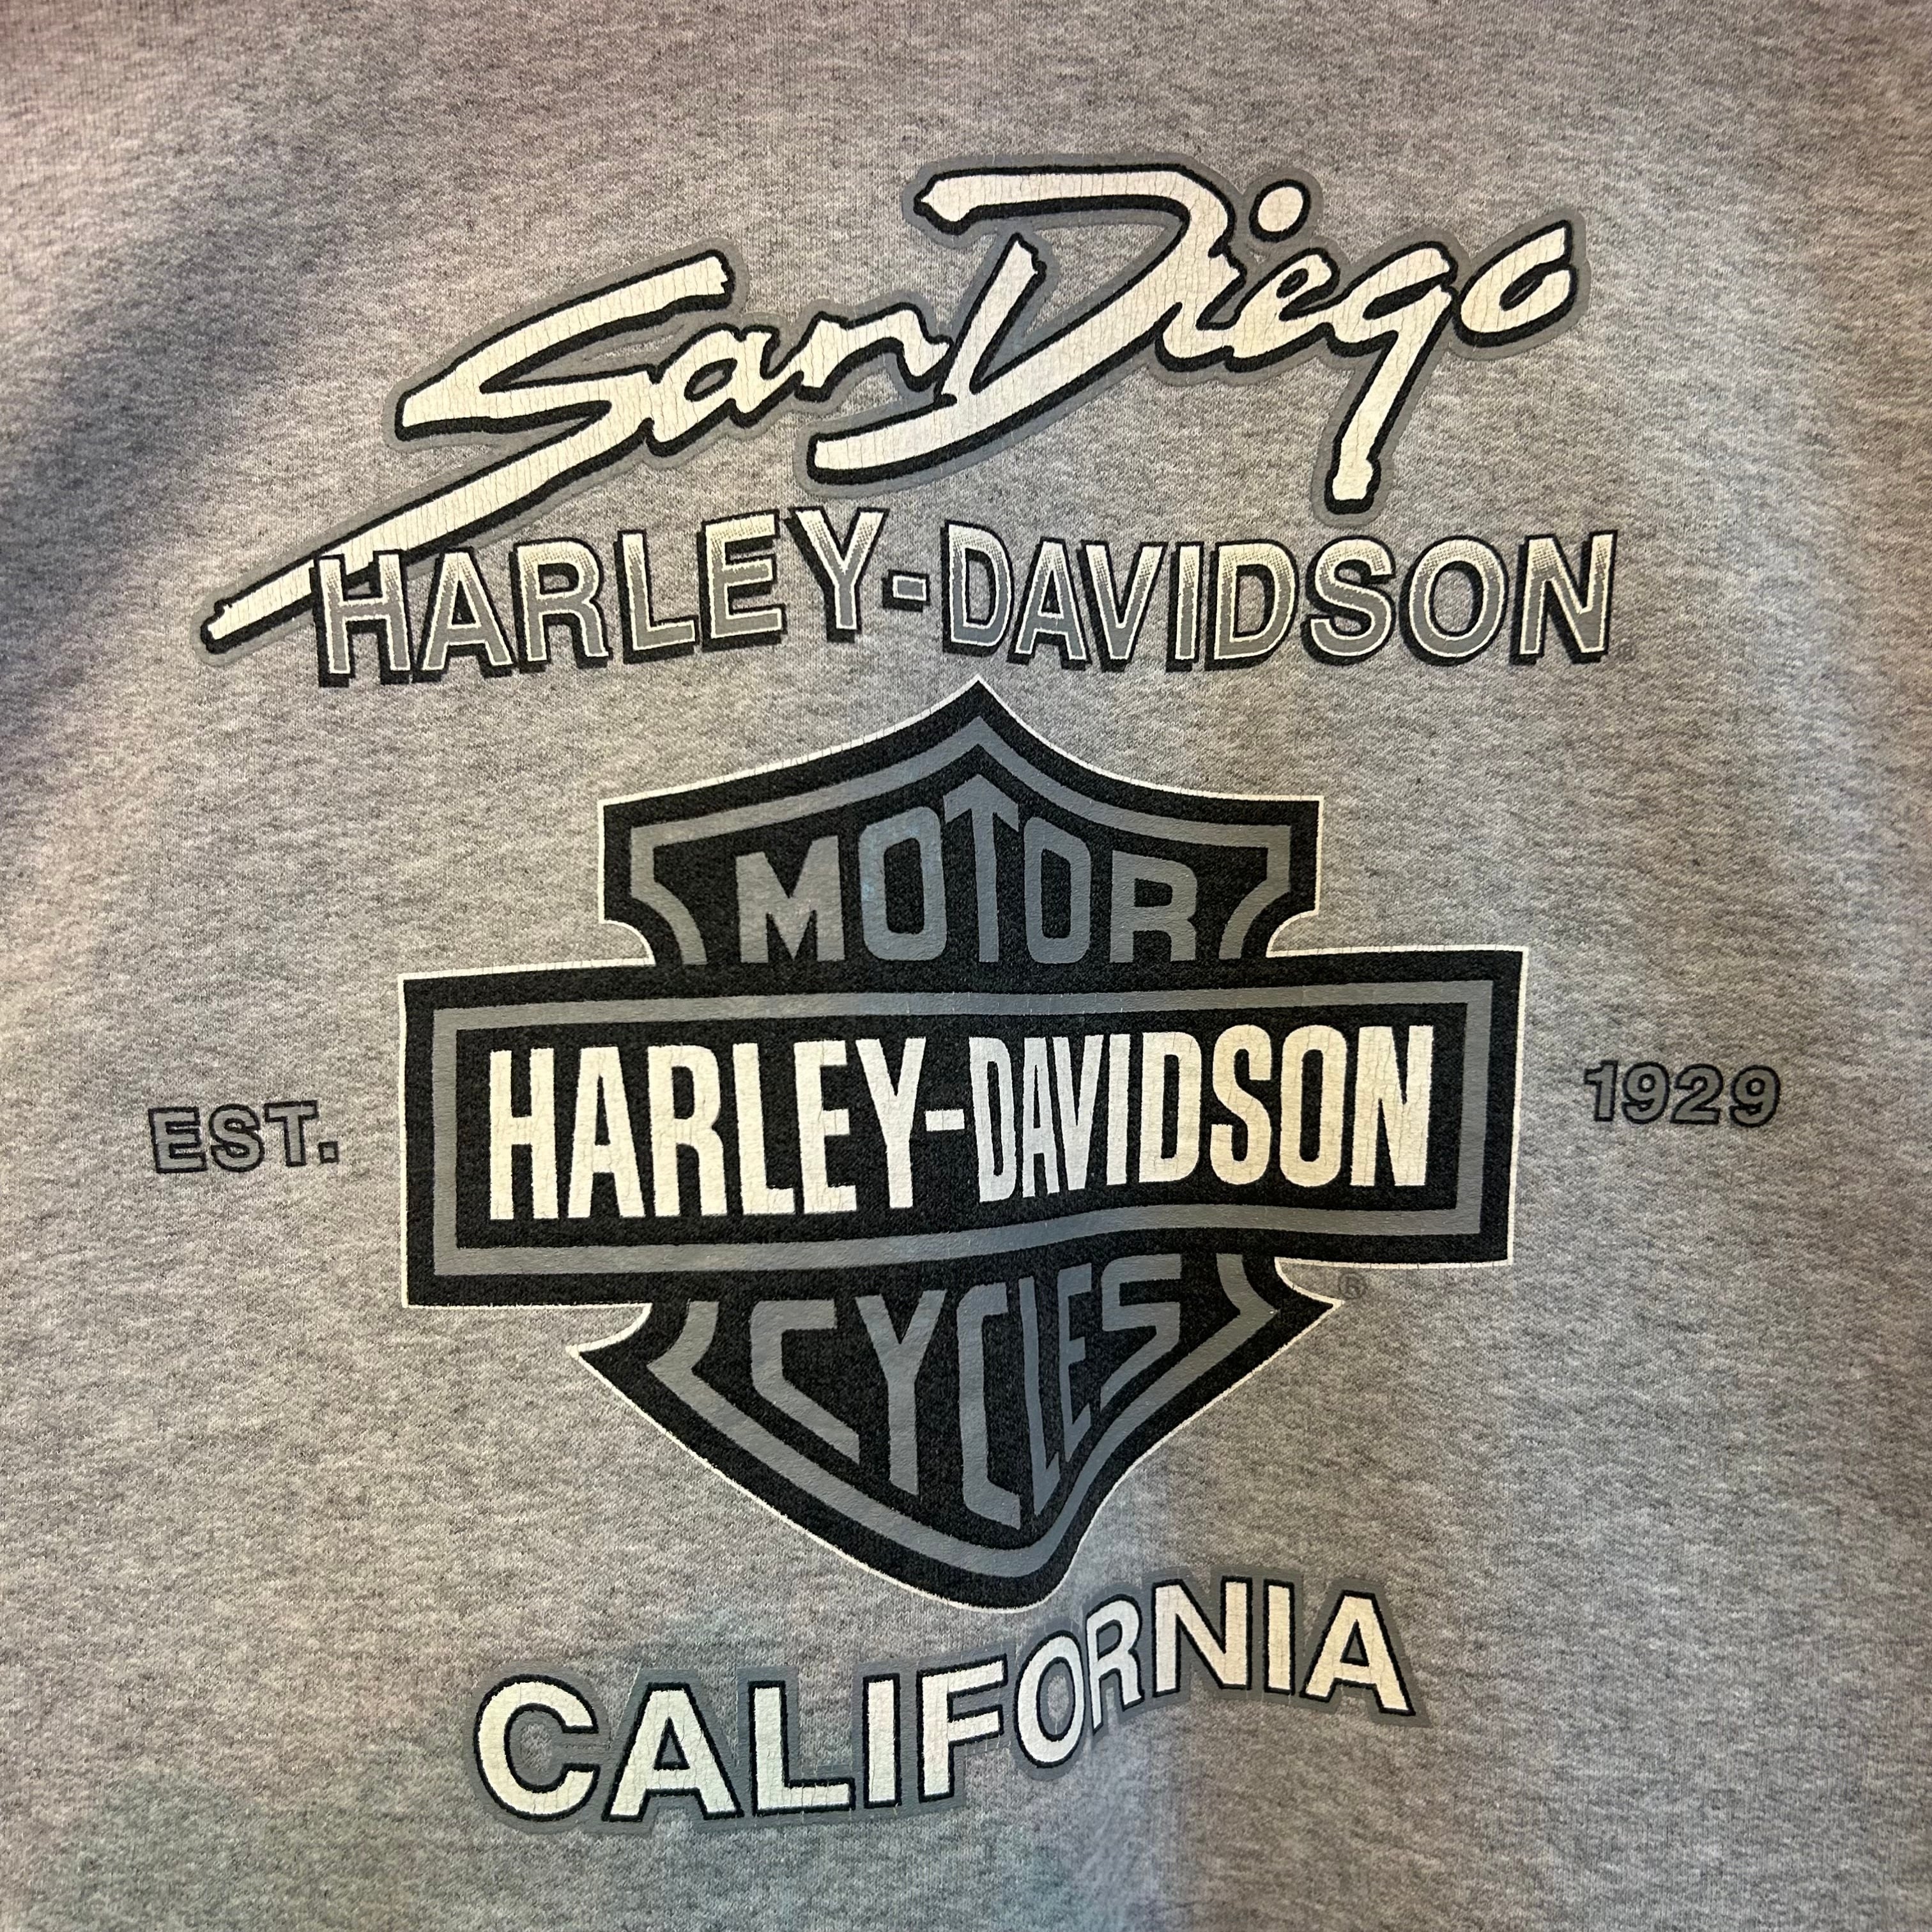 San Diego
HARLEY-DAVIDSON
MOTOR
EST. HARLEY-DAVIDSON 1929
CYCLES ®
CALIFORNIA